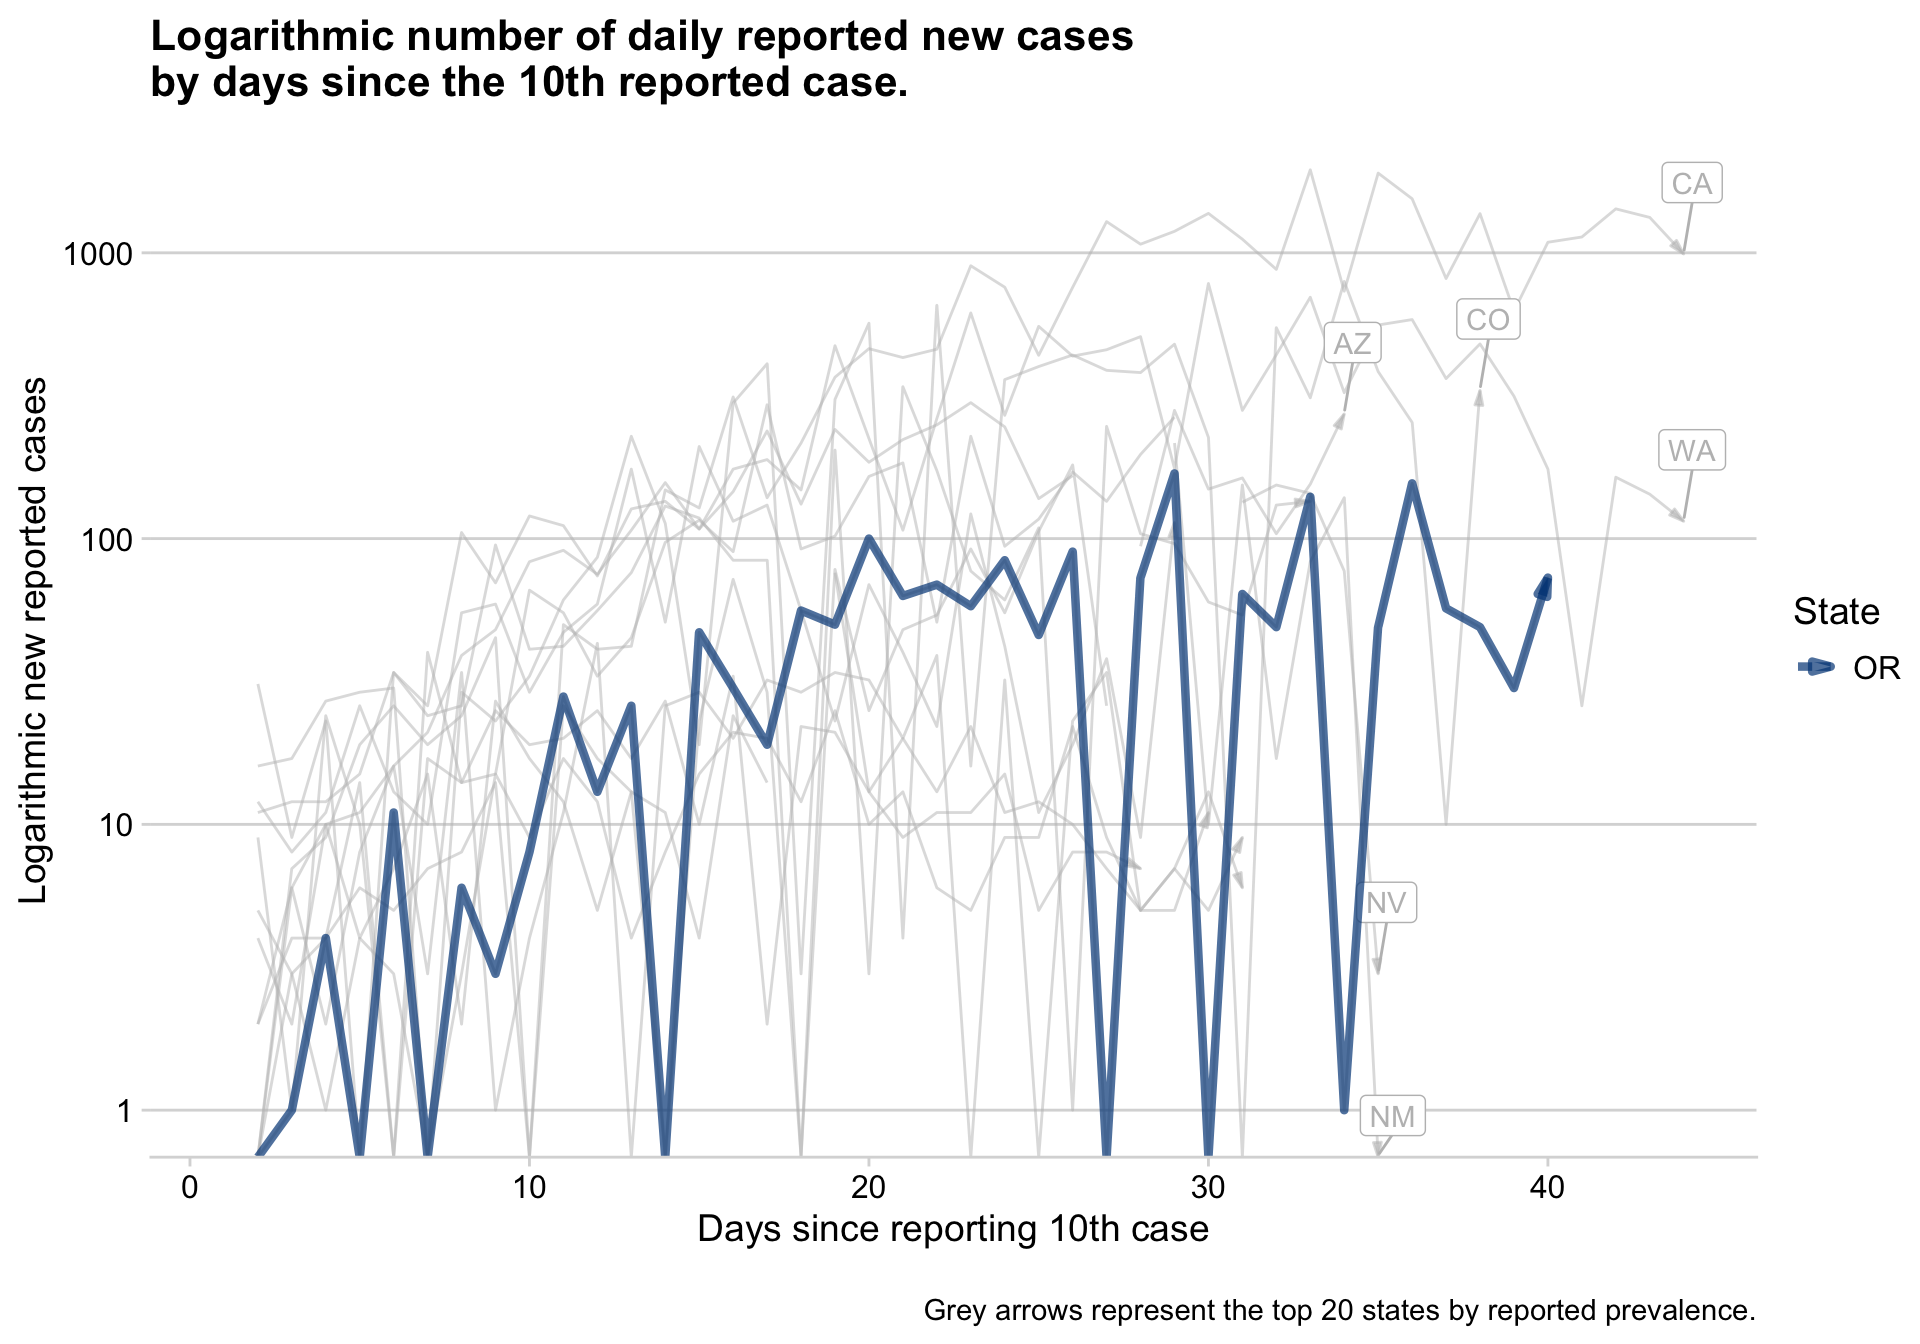 Logarithmic number of daily reported new cases
by days since the 10th reported case.
Logarithmic new reported cases
1000
100
10
1
CA
CO
AZ
WA
NV
NM
State
OR
0
10
20
30
40
Days since reporting 10th case
Grey arrows represent the top 20 states by reported prevalence.